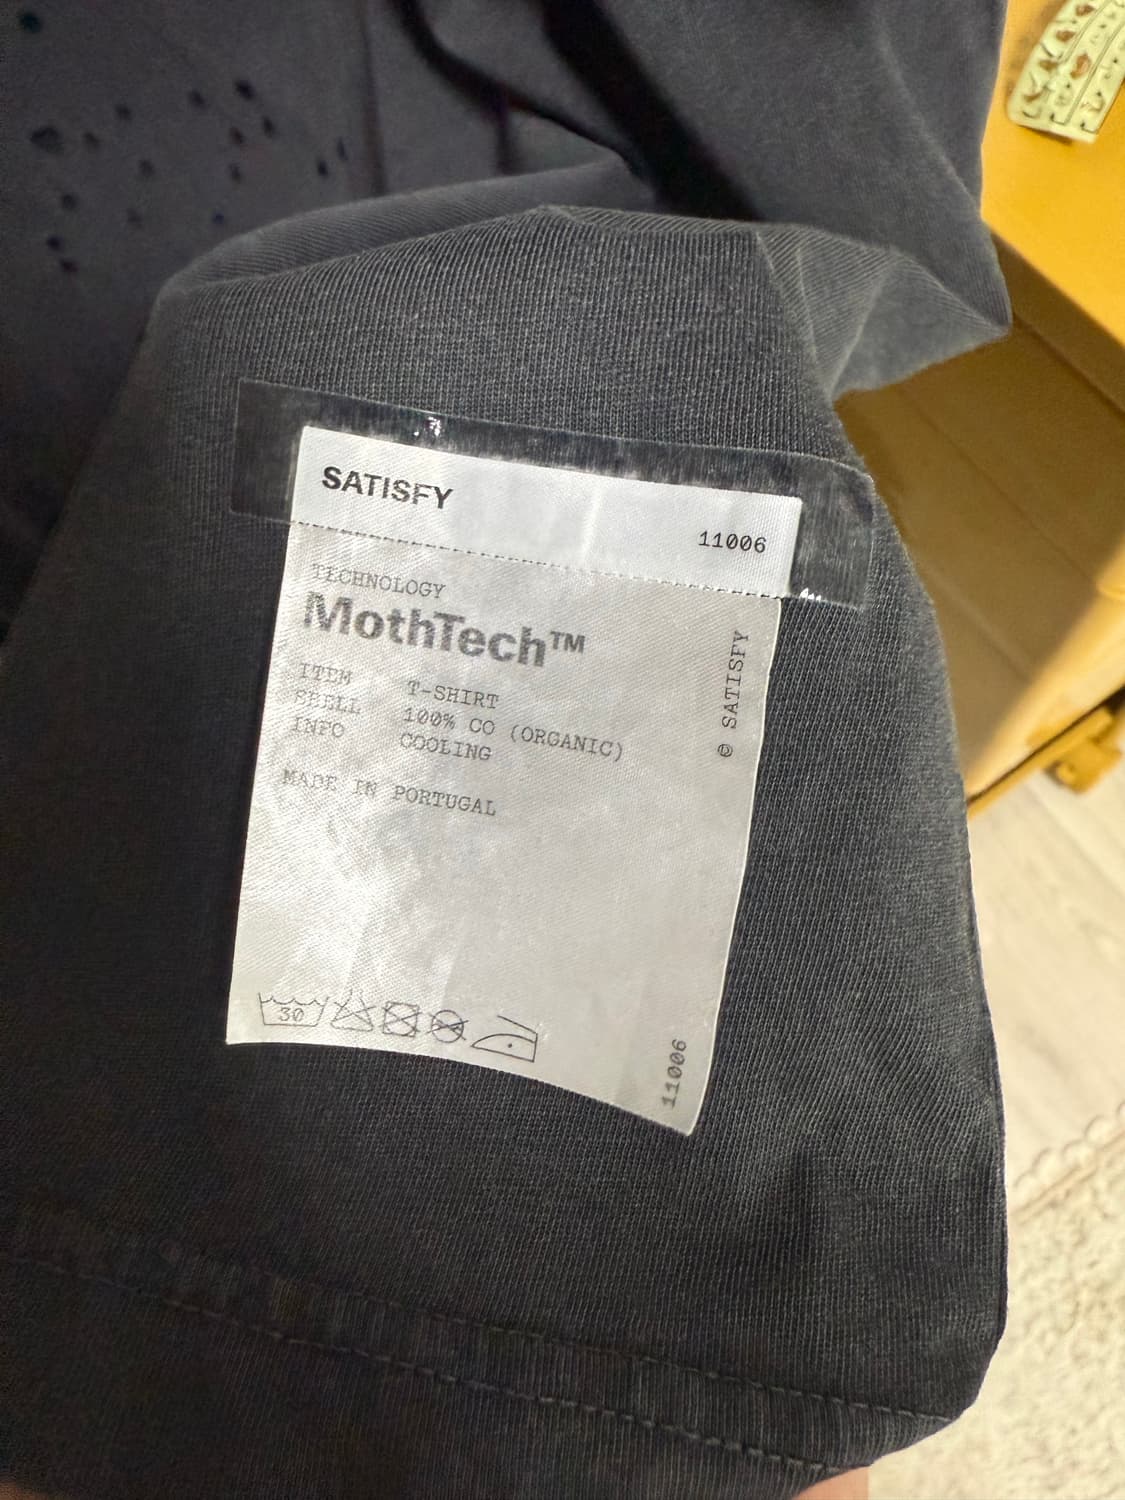 SATISFY
11006
TECHNOLOGY
MothTech™
ITEM T-SHIRT
SHELL 100% CO (ORGANIC)
INFO COOLING
MADE IN PORTUGAL
© SATISFY
30
11006